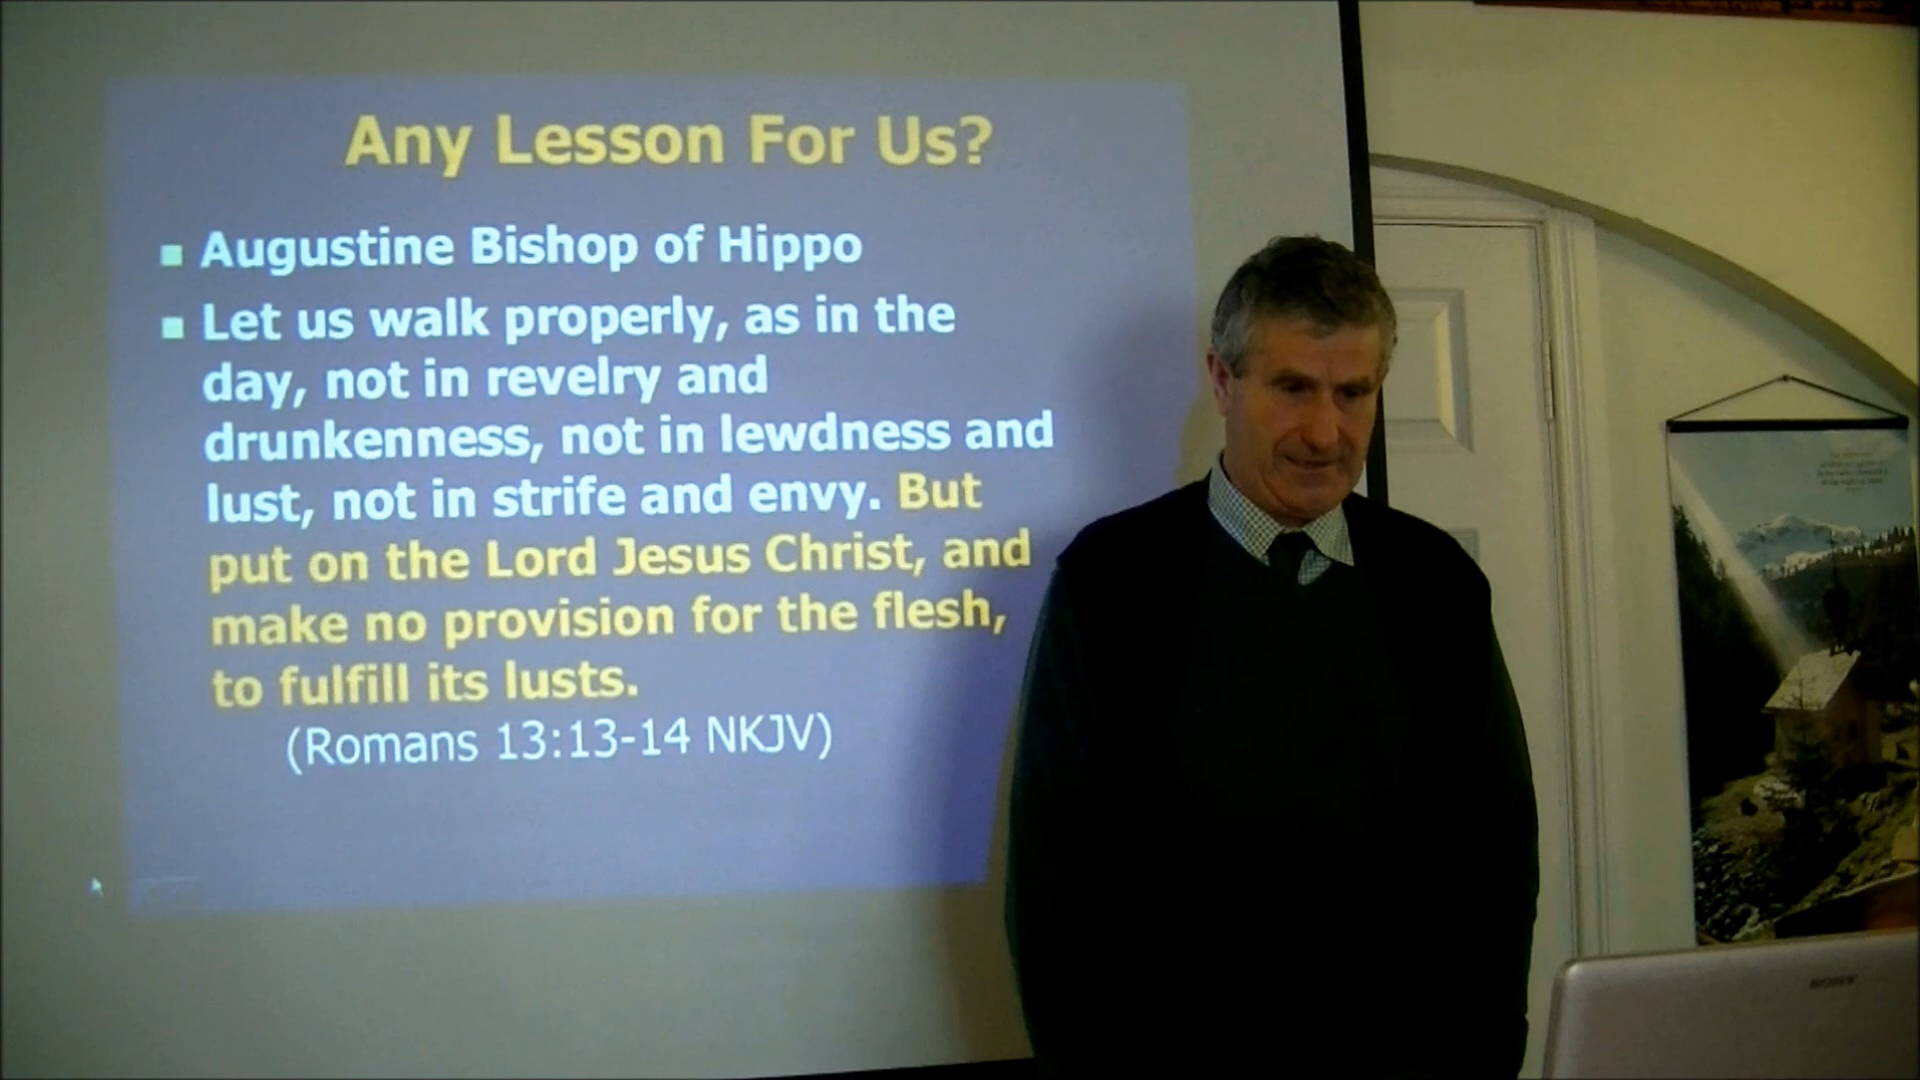 Any Lesson For Us?
Augustine Bishop of Hippo
Let us walk properly, as in the
day, not in revelry and
drunkenness, not in lewdness and
lust, not in strife and envy. But
put on the Lord Jesus Christ, and
make no provision for the flesh,
to fulfill its lusts.
(Romans 13:13-14 NKJV)